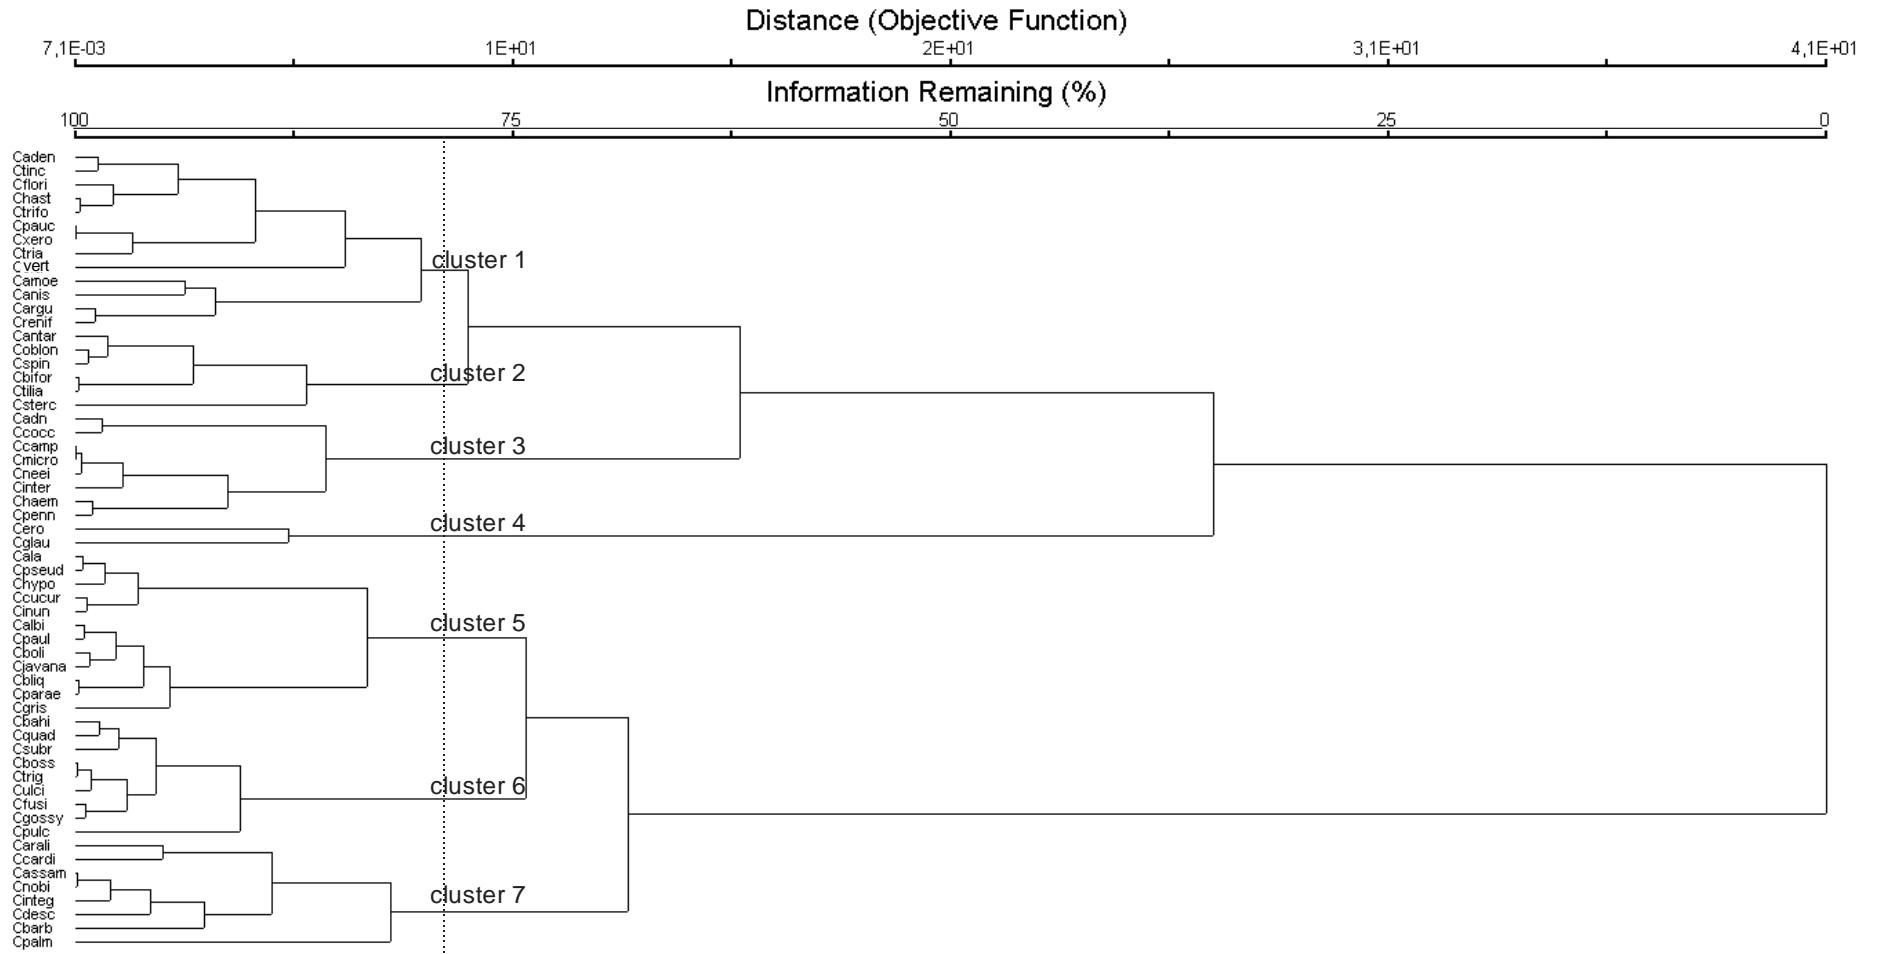 Distance (Objective Function)
7,1E-03 1E+01 2E+01 3,1E+01 4,1E+01
Information Remaining (%)
100 75 50 25 0
Caden
Ctinc
Cflori
Chast
Ctrifo
Cpauc
Cxero
Ctria
Cvert
cluster 1
Camoe
Canis
Cargu
Crenif
Cantar
Coblon
Cspin
Cbifor
cluster 2
Ctilia
Csterc
Cadn
Ccocc
Ccamp
cluster 3
Cmicro
Cneei
Cinter
Chaem
Cpenn
Cero
cluster 4
Cglau
Cala
Cpseud
Chypo
Ccucur
Cinun
Calbi
cluster 5
Cpaul
Cboli
Cjavana
Cbliq
Cparae
Cgris
Cbahi
Cquad
Csubr
Cboss
Ctrig
Culci
cluster 6
Cfusi
Cgossy
Cpulc
Carali
Ccardi
Cassam
Cnobi
cluster 7
Cinteg
Cdesc
Cbarb
Cpalm